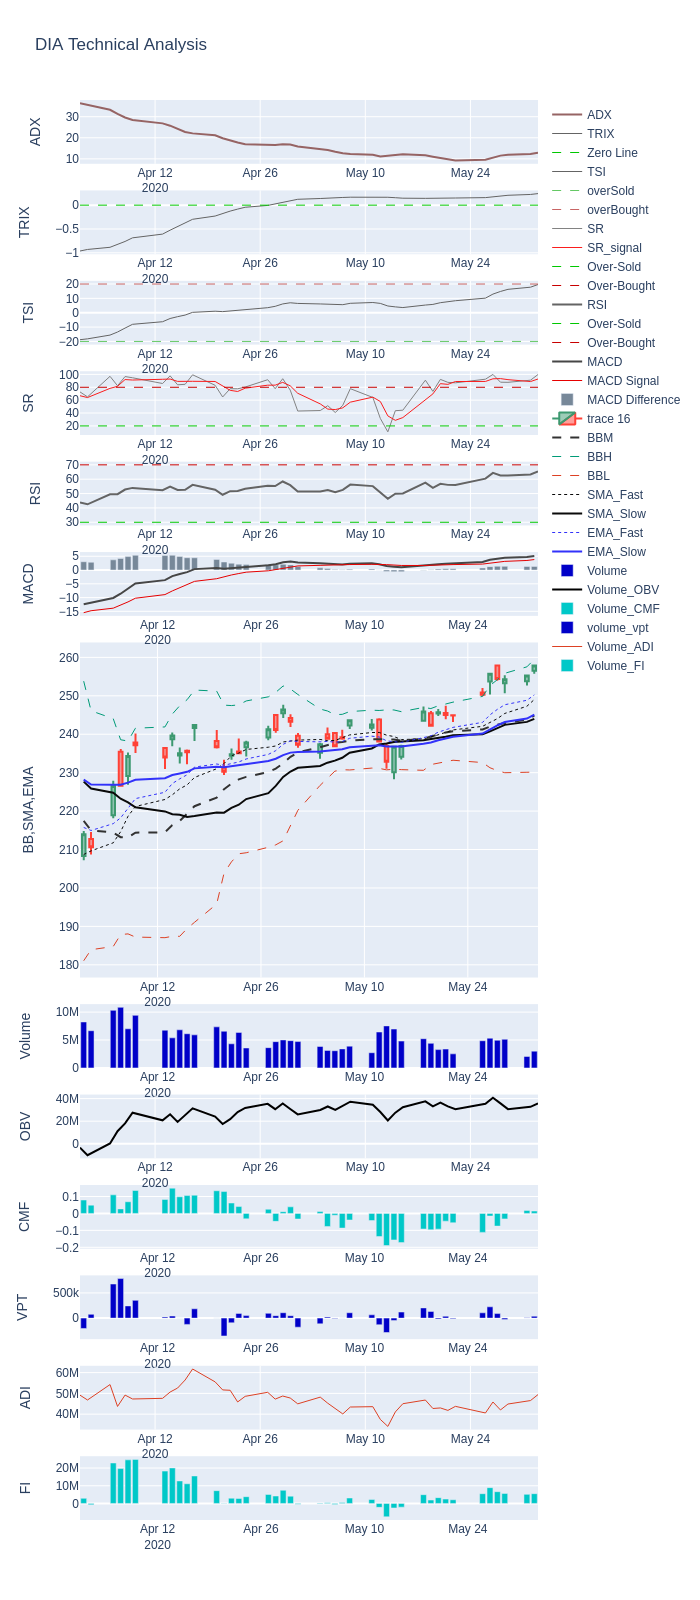 DIA Technical Analysis
ADX
30
20
10
Apr 12
2020
Apr 26
May 10
May 24
TRIX
0
−0.5
−1
Apr 12
2020
Apr 26
May 10
May 24
TSI
20
10
0
−10
−20
Apr 12
2020
Apr 26
May 10
May 24
SR
100
80
60
40
20
Apr 12
2020
Apr 26
May 10
May 24
RSI
70
60
50
40
30
Apr 12
2020
Apr 26
May 10
May 24
MACD
5
0
−5
−10
−15
Apr 12
2020
Apr 26
May 10
May 24
BB,SMA,EMA
260
250
240
230
220
210
200
190
180
Apr 12
2020
Apr 26
May 10
May 24
Volume
10M
5M
0
Apr 12
2020
Apr 26
May 10
May 24
OBV
40M
20M
0
Apr 12
2020
Apr 26
May 10
May 24
CMF
0.1
0
−0.1
−0.2
Apr 12
2020
Apr 26
May 10
May 24
VPT
500k
0
Apr 12
2020
Apr 26
May 10
May 24
ADI
60M
50M
40M
Apr 12
2020
Apr 26
May 10
May 24
FI
20M
10M
0
Apr 12
2020
Apr 26
May 10
May 24
ADX
TRIX
Zero Line
TSI
overSold
overBought
SR
SR_signal
Over-Sold
Over-Bought
RSI
Over-Sold
Over-Bought
MACD
MACD Signal
MACD Difference
trace 16
BBM
BBH
BBL
SMA_Fast
SMA_Slow
EMA_Fast
EMA_Slow
Volume
Volume_OBV
Volume_CMF
volume_vpt
Volume_ADI
Volume_FI